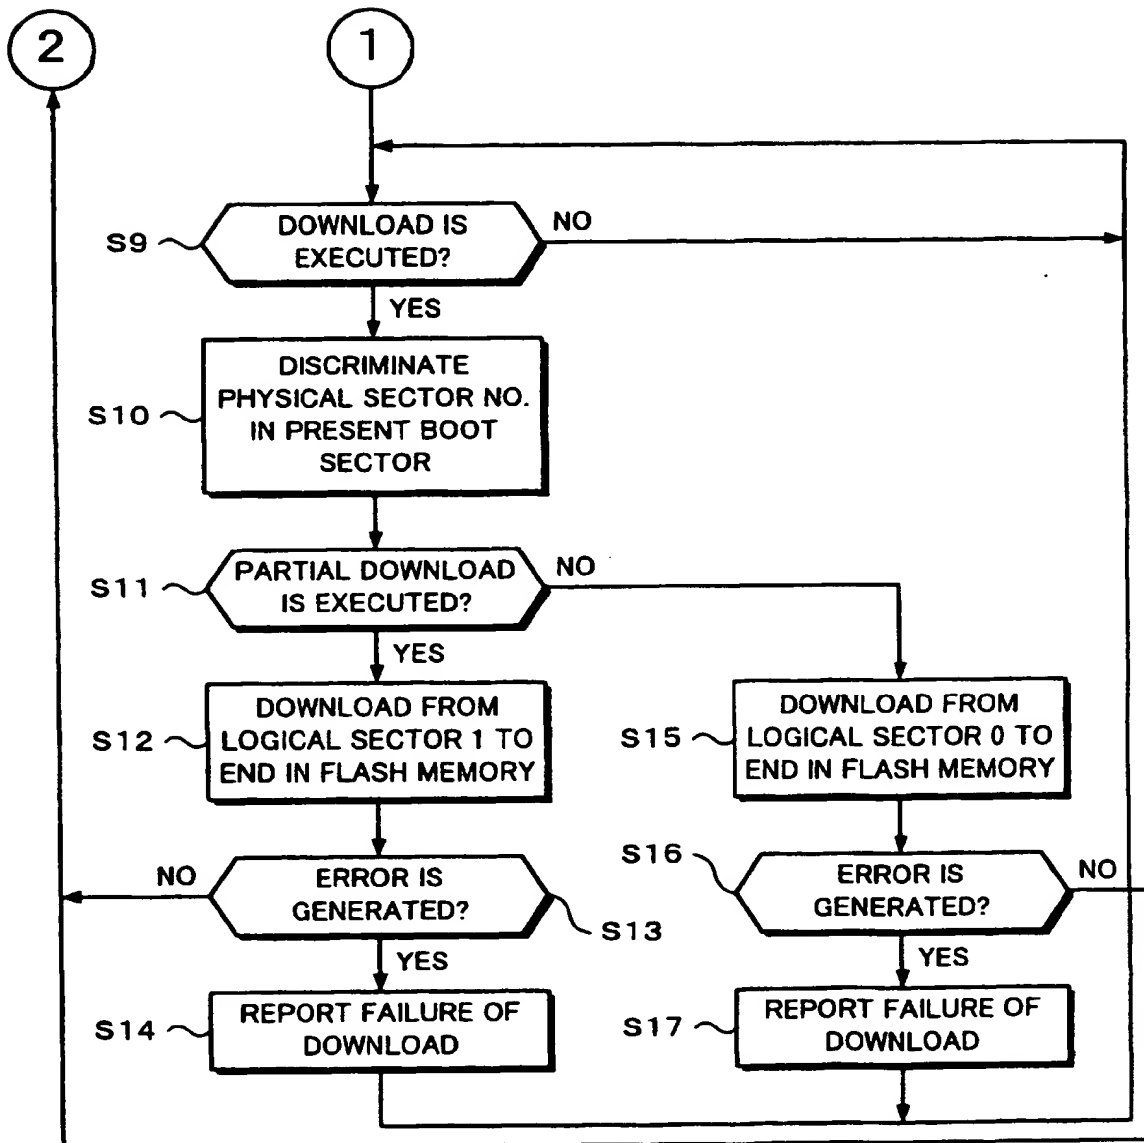 2
1
S9
DOWNLOAD IS
EXECUTED?
NO
YES
S10
DISCRIMINATE
PHYSICAL SECTOR NO.
IN PRESENT BOOT
SECTOR
S11
PARTIAL DOWNLOAD
IS EXECUTED?
NO
YES
S12
DOWNLOAD FROM
LOGICAL SECTOR 1 TO
END IN FLASH MEMORY
S15
DOWNLOAD FROM
LOGICAL SECTOR 0 TO
END IN FLASH MEMORY
NO
ERROR IS
GENERATED?
S13
YES
S16
ERROR IS
GENERATED?
NO
YES
S14
REPORT FAILURE OF
DOWNLOAD
S17
REPORT FAILURE OF
DOWNLOAD